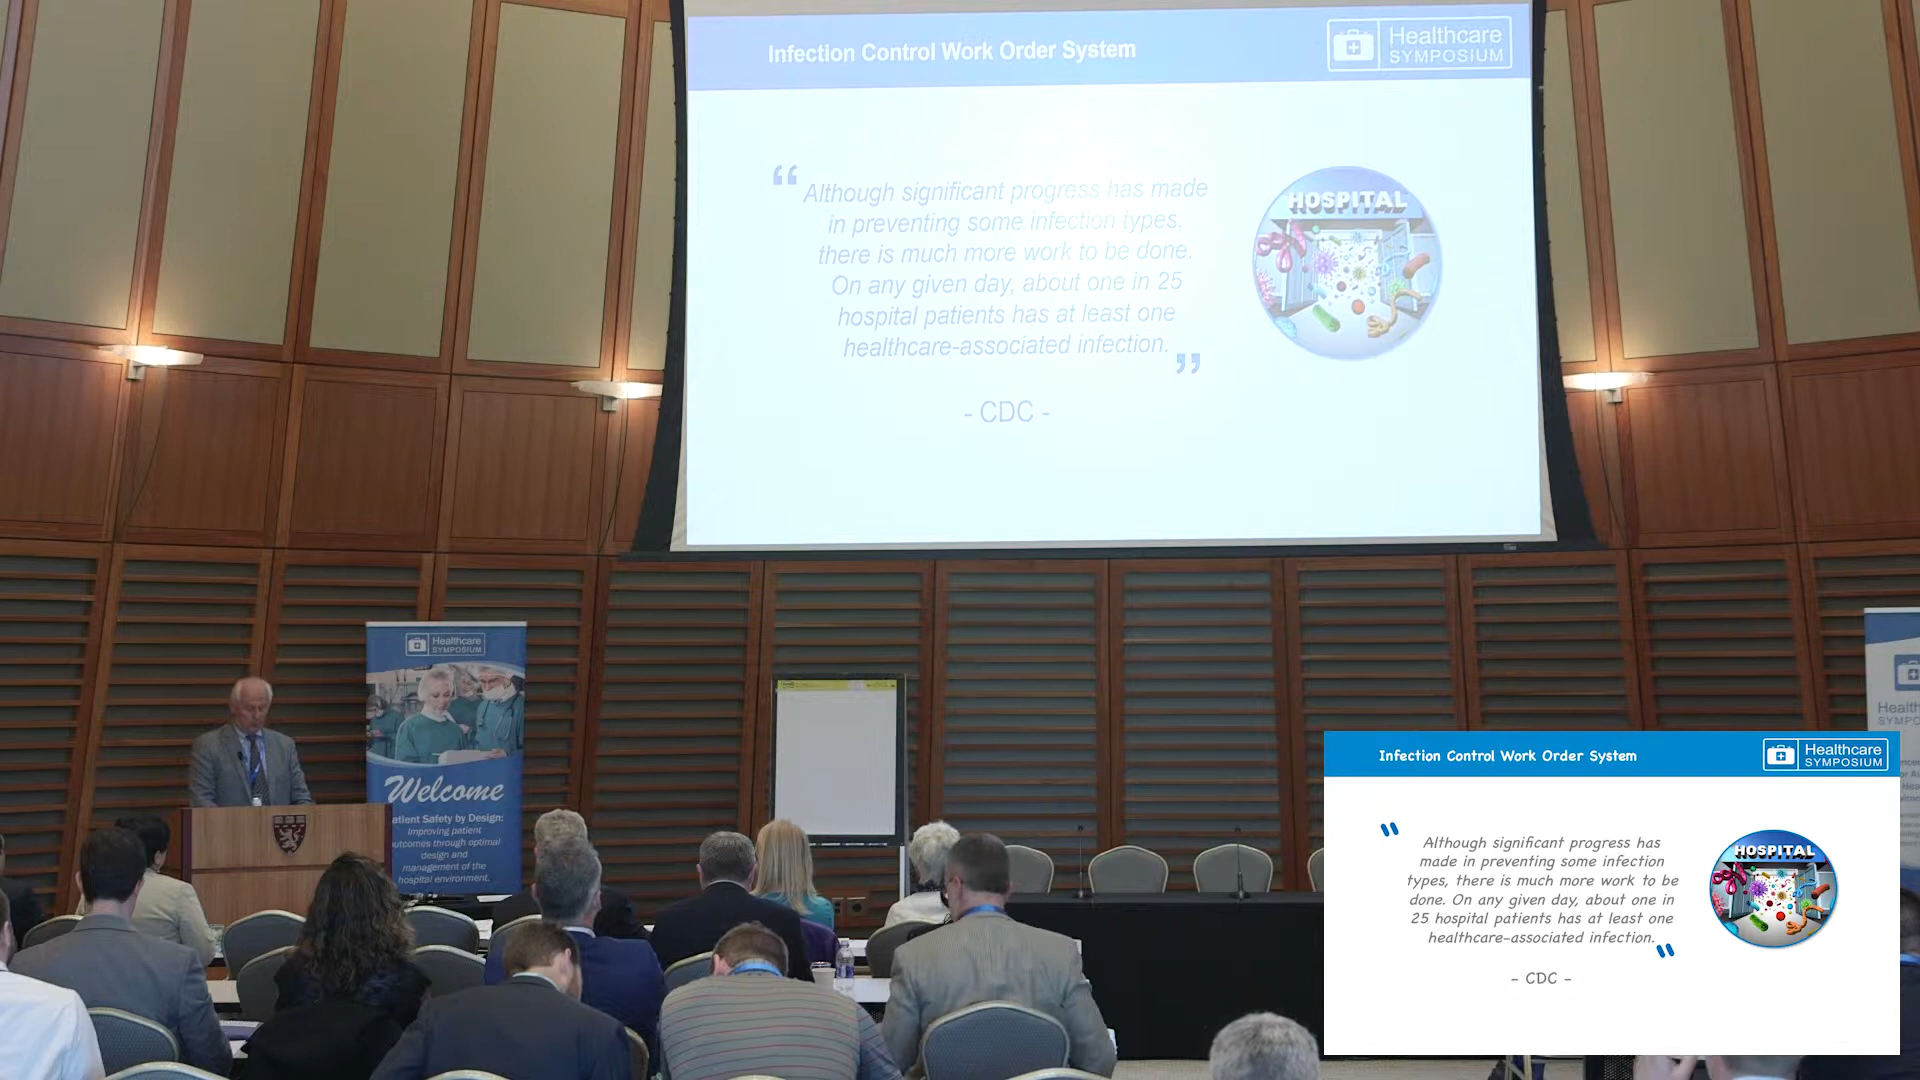 Infection Control Work Order System
Healthcare
SYMPOSIUM
“ Although significant progress has made
in preventing some infection types,
there is much more work to be done.
On any given day, about one in 25
hospital patients has at least one
healthcare-associated infection. ”
- CDC -
HOSPITAL
Healthcare
SYMPOSIUM
Welcome
atient Safety by Design:
Improving patient
utcomes through optimal
design and
management of the
hospital environment.
Health
SYMPO
Infection Control Work Order System
Healthcare
SYMPOSIUM
" Although significant progress has
made in preventing some infection
types, there is much more work to be
done. On any given day, about one in
25 hospital patients has at least one
healthcare-associated infection. "
- CDC -
HOSPITAL